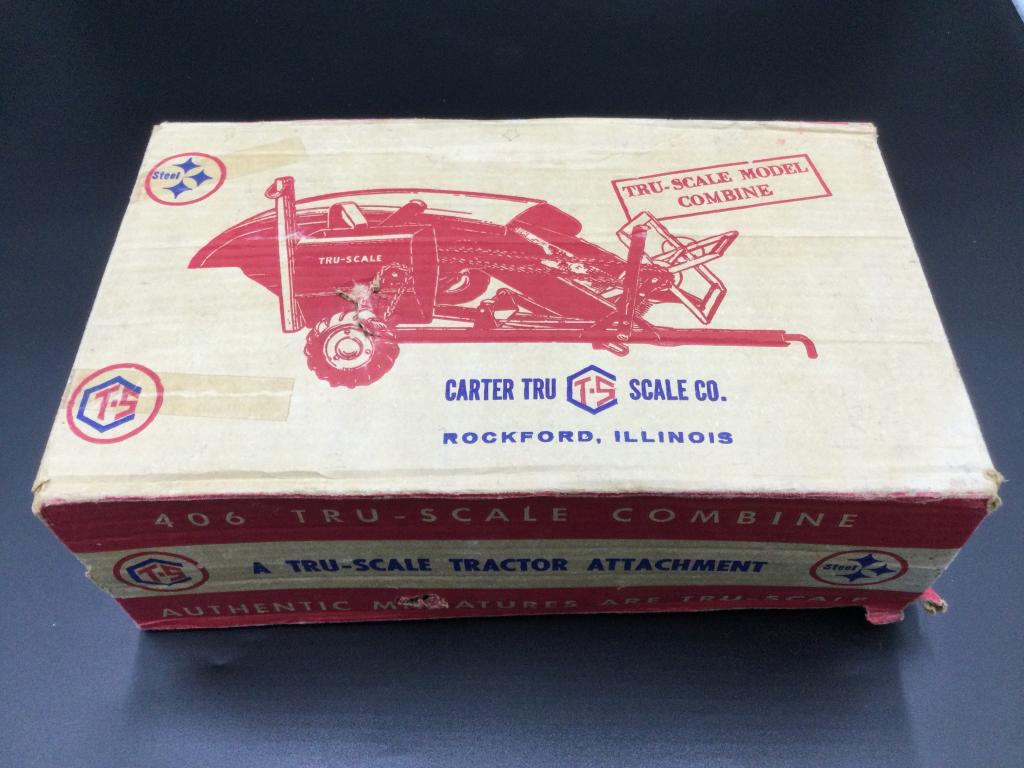 Steel
TRU-SCALE MODEL
COMBINE
TRU-SCALE
T-S
CARTER TRU T-S SCALE CO.
ROCKFORD, ILLINOIS
406 TRU-SCALE COMBINE
T-S A TRU-SCALE TRACTOR ATTACHMENT Steel
AUTHENTIC MINIATURES ARE TRU-SCALE